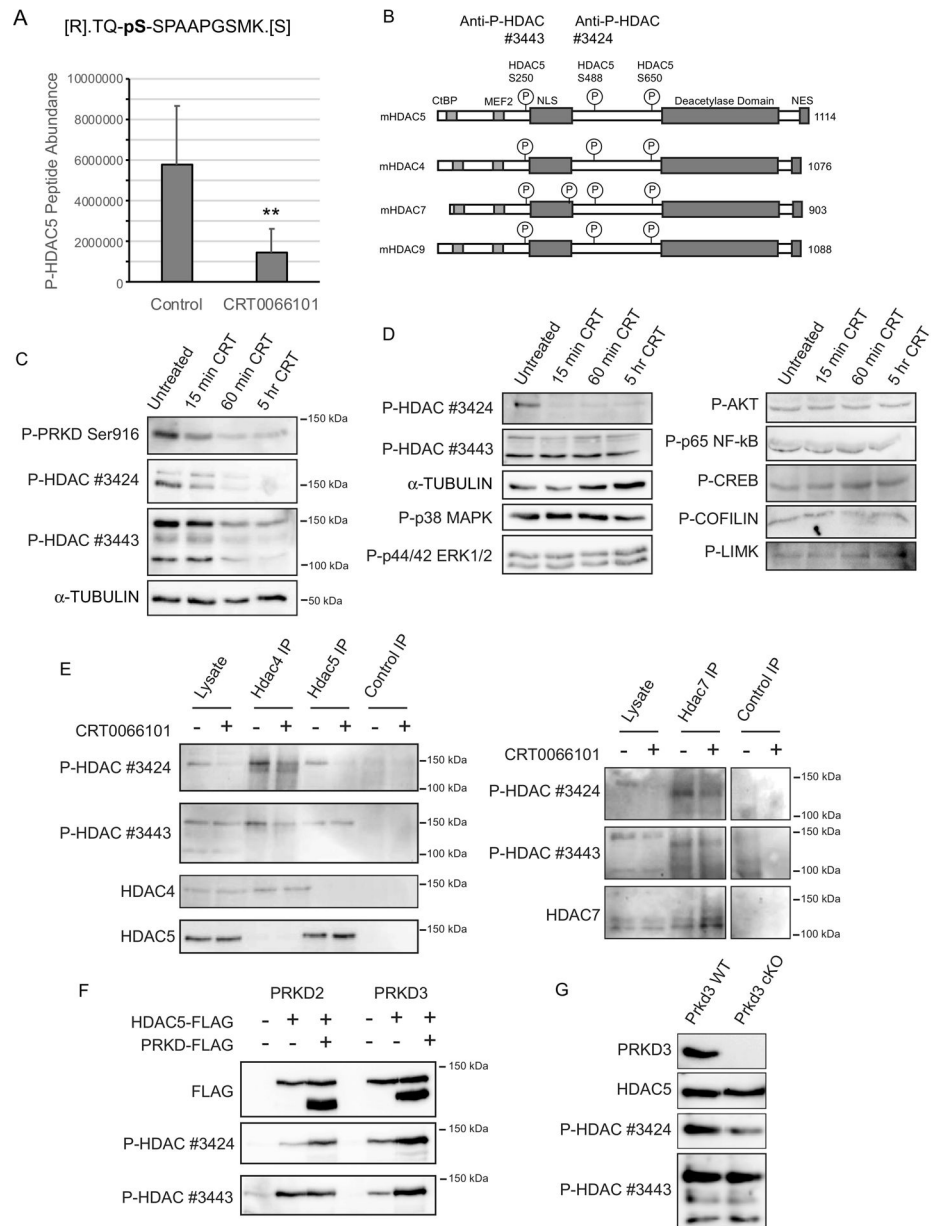 A
[R].TQ-pS-SPAAPGSMK.[S]
P-HDAC5 Peptide Abundance
10000000
8000000
6000000
4000000
2000000
0
**
Control
CRT0066101
B
Anti-P-HDAC #3443
Anti-P-HDAC #3424
HDAC5 S250
HDAC5 S488
HDAC5 S650
P P P
CtBP MEF2 NLS Deacetylase Domain NES
mHDAC5 1114
P P P
mHDAC4 1076
P P P P
mHDAC7 903
P P P
mHDAC9 1088
C
Untreated
15 min CRT
60 min CRT
5 hr CRT
P-PRKD Ser916
150 kDa
P-HDAC #3424
150 kDa
P-HDAC #3443
150 kDa
100 kDa
α-TUBULIN
50 kDa
D
Untreated
15 min CRT
60 min CRT
5 hr CRT
P-HDAC #3424
P-HDAC #3443
α-TUBULIN
P-p38 MAPK
P-p44/42 ERK1/2
Untreated
15 min CRT
60 min CRT
5 hr CRT
P-AKT
P-p65 NF-kB
P-CREB
P-COFILIN
P-LIMK
E
Lysate
Hdac4 IP
Hdac5 IP
Control IP
CRT0066101 - + - + - + - +
P-HDAC #3424
150 kDa
100 kDa
P-HDAC #3443
150 kDa
100 kDa
HDAC4
150 kDa
HDAC5
150 kDa
Lysate
Hdac7 IP
Control IP
CRT0066101 - + - + - +
P-HDAC #3424
150 kDa
100 kDa
P-HDAC #3443
150 kDa
100 kDa
HDAC7
150 kDa
100 kDa
F
PRKD2 PRKD3
HDAC5-FLAG - + + - + +
PRKD-FLAG - - + - - +
FLAG
150 kDa
P-HDAC #3424
150 kDa
P-HDAC #3443
150 kDa
G
Prkd3 WT
Prkd3 cKO
PRKD3
HDAC5
P-HDAC #3424
P-HDAC #3443